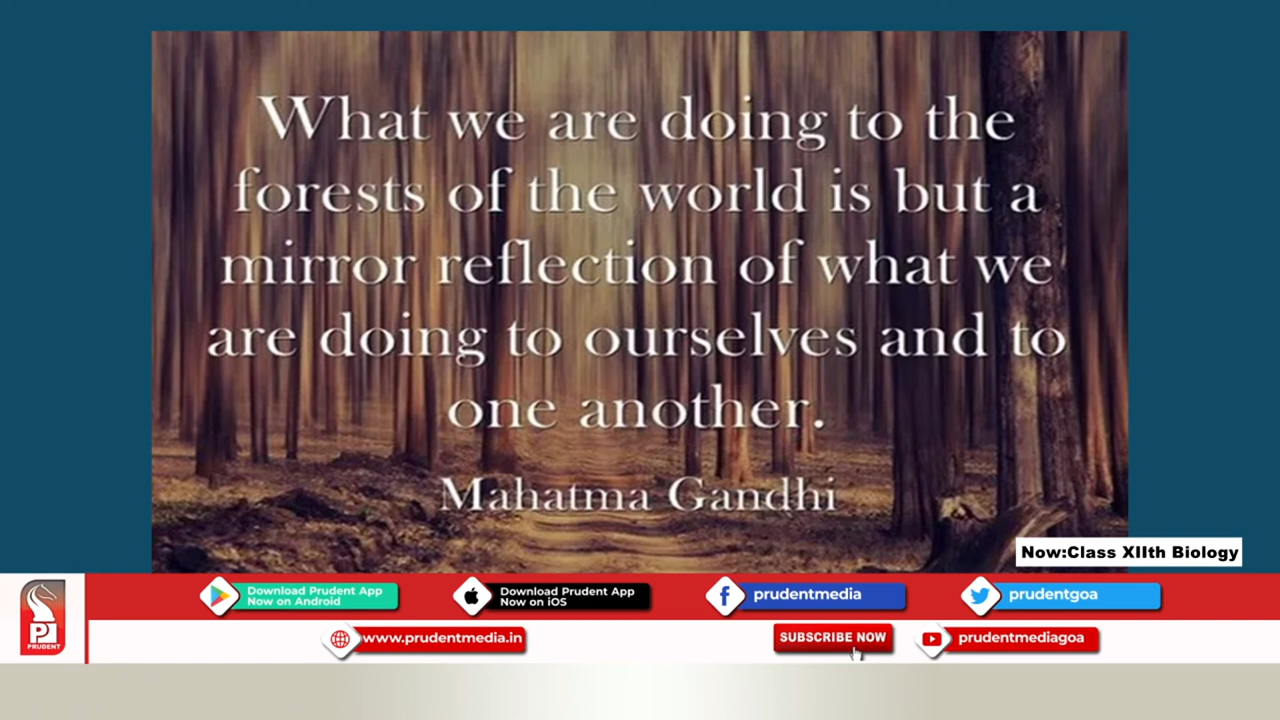 What we are doing to the
forests of the world is but a
mirror reflection of what we
are doing to ourselves and to
one another.
Mahatma Gandhi
Now:Class XIIth Biology
Download Prudent App
Now on Android
Download Prudent App
Now on iOS
prudentmedia
prudentgoa
PRUDENT
www.prudentmedia.in
SUBSCRIBE NOW
prudentmediagoa